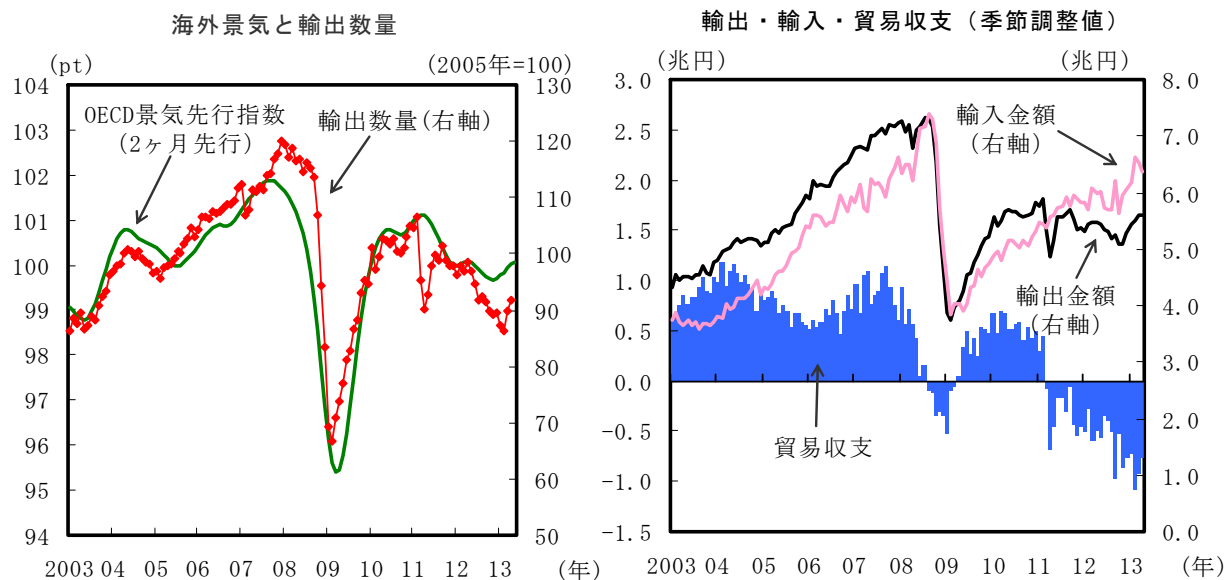 海外景気と輸出数量
(pt)
(2005年=100)
OECD景気先行指数
(2ヶ月先行)
輸出数量(右軸)
104
103
102
101
100
99
98
97
96
95
94
130
120
110
100
90
80
70
60
50
2003 04 05 06 07 08 09 10 11 12 13 (年)
輸出・輸入・貿易収支（季節調整値）
(兆円)
(兆円)
輸入金額
(右軸)
輸出金額
(右軸)
貿易収支
3.0
2.5
2.0
1.5
1.0
0.5
0.0
-0.5
-1.0
-1.5
8.0
7.0
6.0
5.0
4.0
3.0
2.0
1.0
0.0
2003 04 05 06 07 08 09 10 11 12 13 (年)